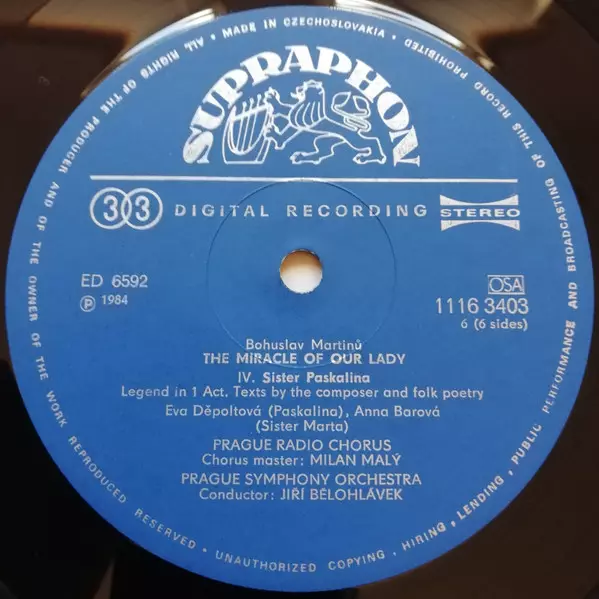 MADE IN CZECHOSLOVAKIA • ALL RIGHTS OF THE PRODUCER AND OF THE OWNER OF THE WORK REPRODUCED RESERVED • UNAUTHORIZED COPYING • HIRING, LENDING, PUBLIC PERFORMANCE AND BROADCASTING OF THIS RECORD PROHIBITED
SUPRAPHON
33 DIGITAL RECORDING STEREO
ED 6592
℗ 1984
OSA
1116 3403
6 (6 sides)
Bohuslav Martinů
THE MIRACLE OF OUR LADY
IV. Sister Paskalina
Legend in 1 Act. Texts by the composer and folk poetry
Eva Děpoltová (Paskalina), Anna Barová
(Sister Marta)
PRAGUE RADIO CHORUS
Chorus master: MILAN MALÝ
PRAGUE SYMPHONY ORCHESTRA
Conductor: JIŘÍ BĚLOHLÁVEK